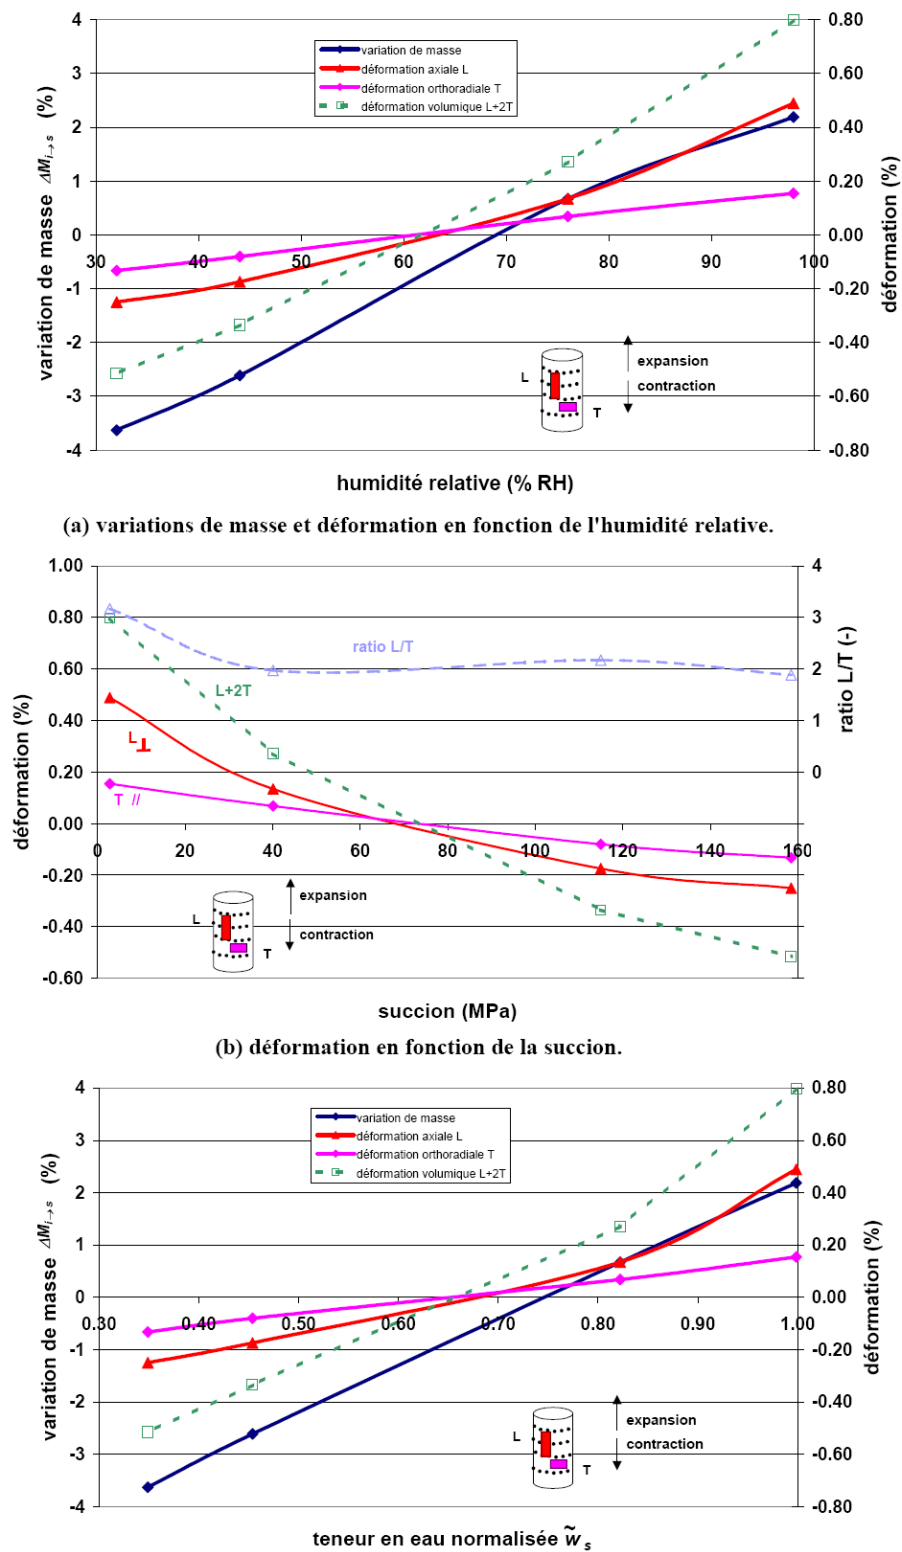 4
3
2
1
0
-1
-2
-3
-4
variation de masse ΔM i→s (%)
variation de masse
déformation axiale L
déformation orthoradiale T
déformation volumique L+2T
0.80
0.60
0.40
0.20
0.00
-0.20
-0.40
-0.60
-0.80
déformation (%)
30 40 50 60 70 80 90 100
L
T
expansion
contraction
humidité relative (% RH)
(a) variations de masse et déformation en fonction de l'humidité relative.
1.00
0.80
0.60
0.40
0.20
0.00
-0.20
-0.40
-0.60
déformation (%)
4
3
2
1
0
ratio L/T (-)
ratio L/T
L+2T
L⊥
T //
0 20 40 60 80 100 120 140 160
L
T
expansion
contraction
succion (MPa)
(b) déformation en fonction de la succion.
4
3
2
1
0
-1
-2
-3
-4
variation de masse ΔM i→s (%)
variation de masse
déformation axiale L
déformation orthoradiale T
déformation volumique L+2T
0.80
0.60
0.40
0.20
0.00
-0.20
-0.40
-0.60
-0.80
déformation (%)
0.30 0.40 0.50 0.60 0.70 0.80 0.90 1.00
L
T
expansion
contraction
teneur en eau normalisée w̃ s